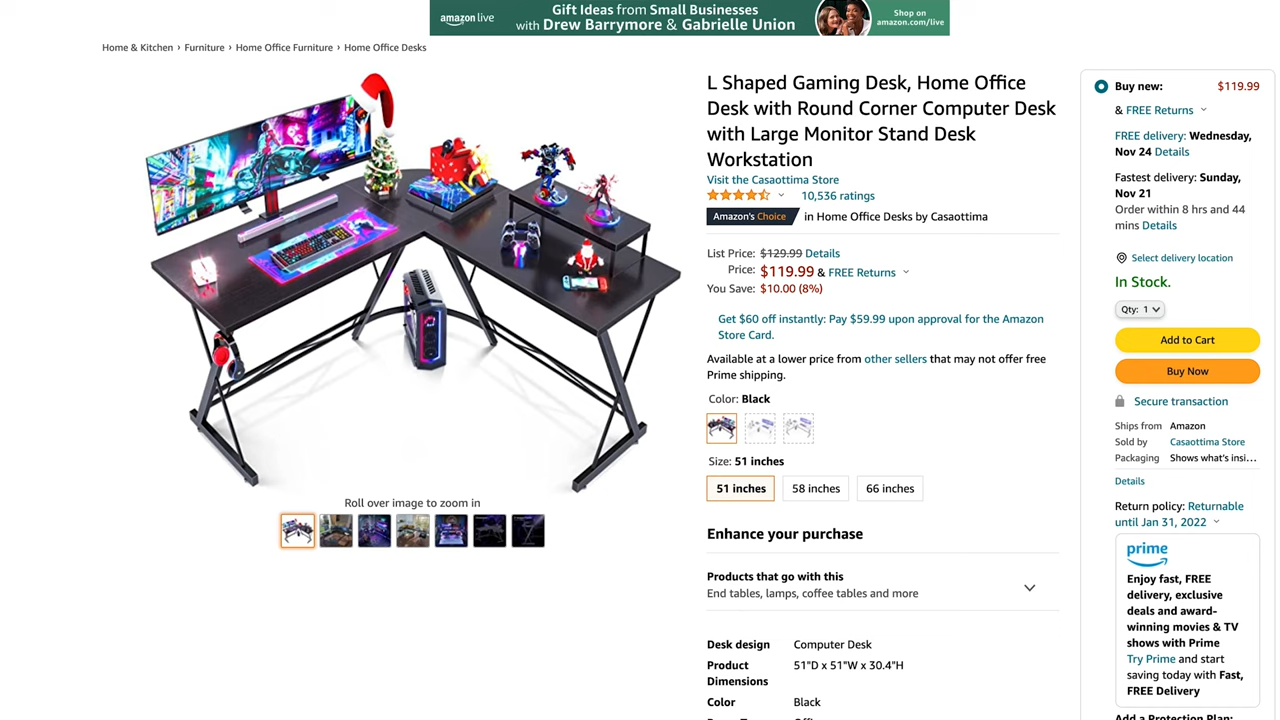 amazon live
Gift Ideas from Small Businesses
with Drew Barrymore & Gabrielle Union
Shop on
amazon.com/live
Home & Kitchen › Furniture › Home Office Furniture › Home Office Desks
L Shaped Gaming Desk, Home Office
Desk with Round Corner Computer Desk
with Large Monitor Stand Desk
Workstation
Visit the Casaottima Store
10,536 ratings
Amazon's Choice in Home Office Desks by Casaottima
List Price: $129.99 Details
Price: $119.99 & FREE Returns
You Save: $10.00 (8%)
Get $60 off instantly: Pay $59.99 upon approval for the Amazon
Store Card.
Available at a lower price from other sellers that may not offer free
Prime shipping.
Color: Black
Size: 51 inches
51 inches 58 inches 66 inches
Roll over image to zoom in
Enhance your purchase
Products that go with this
End tables, lamps, coffee tables and more
Desk design Computer Desk
Product Dimensions 51"D x 51"W x 30.4"H
Color Black
Buy new: $119.99
& FREE Returns
FREE delivery: Wednesday,
Nov 24 Details
Fastest delivery: Sunday,
Nov 21
Order within 8 hrs and 44
mins Details
Select delivery location
In Stock.
Qty: 1
Add to Cart
Buy Now
Secure transaction
Ships from Amazon
Sold by Casaottima Store
Packaging Shows what's insi...
Details
Return policy: Returnable
until Jan 31, 2022
prime
Enjoy fast, FREE
delivery, exclusive
deals and award-
winning movies & TV
shows with Prime
Try Prime and start
saving today with Fast,
FREE Delivery
Add a Protection Plan: